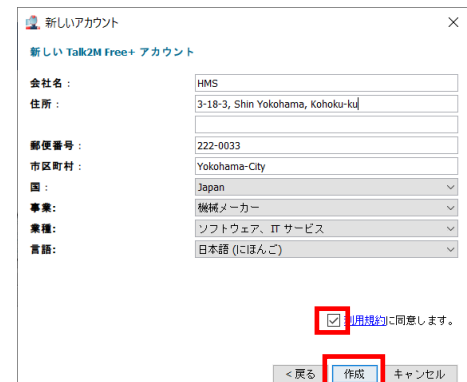 新しいアカウント
新しい Talk2M Free+ アカウント
会社名： HMS
住所： 3-18-3, Shin Yokohama, Kohoku-ku
郵便番号： 222-0033
市区町村： Yokohama-City
国： Japan
事業: 機械メーカー
業種: ソフトウェア、IT サービス
言語: 日本語 (にほんご)
利用規約に同意します。
< 戻る 作成 キャンセル